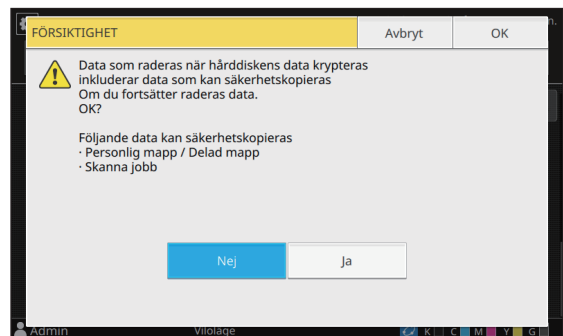 FÖRSIKTIGHET
Avbryt
OK
n.
Data som raderas när hårddiskens data krypteras
inkluderar data som kan säkerhetskopieras
Om du fortsätter raderas data.
OK?
Följande data kan säkerhetskopieras
· Personlig mapp / Delad mapp
· Skanna jobb
Nej
Ja
Admin
Viloläge
K C M Y G